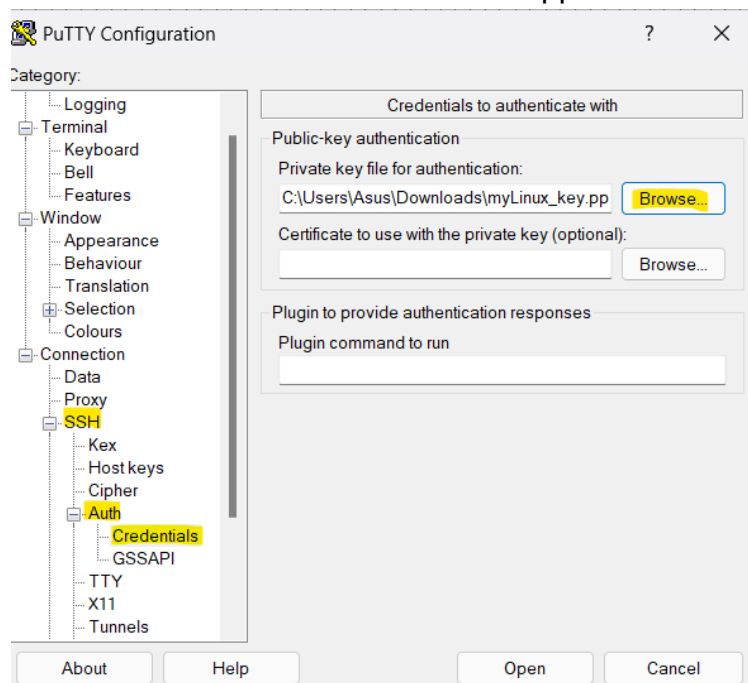 PuTTY Configuration
?
Category:
Logging
Terminal
Keyboard
Bell
Features
Window
Appearance
Behaviour
Translation
Selection
Colours
Connection
Data
Proxy
SSH
Kex
Host keys
Cipher
Auth
Credentials
GSSAPI
TTY
X11
Tunnels
Credentials to authenticate with
Public-key authentication
Private key file for authentication:
C:\Users\Asus\Downloads\myLinux_key.pp
Browse...
Certificate to use with the private key (optional):
Browse...
Plugin to provide authentication responses
Plugin command to run
About
Help
Open
Cancel